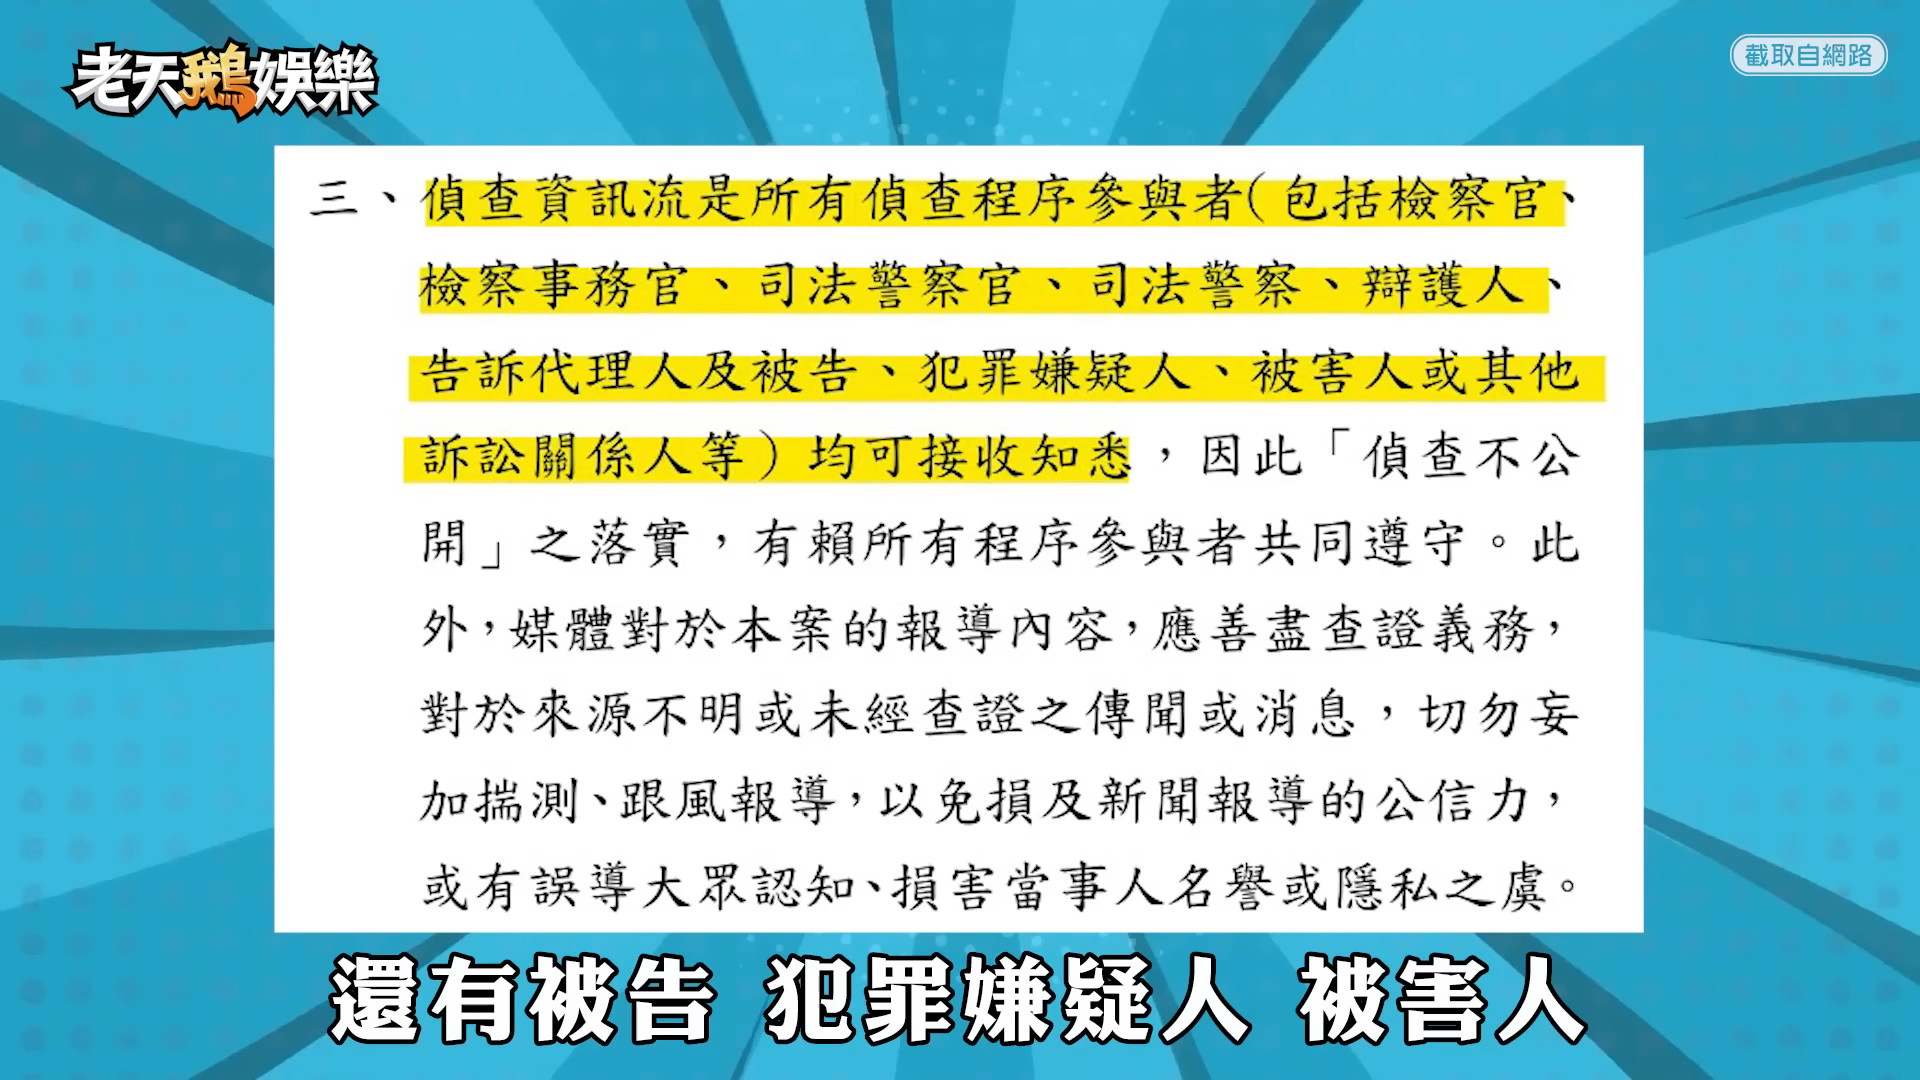 老天鵝娛樂
截取自網路
三、偵查資訊流是所有偵查程序參與者(包括檢察官、
檢察事務官、司法警察官、司法警察、辯護人、
告訴代理人及被告、犯罪嫌疑人、被害人或其他
訴訟關係人等)均可接收知悉，因此「偵查不公
開」之落實，有賴所有程序參與者共同遵守。此
外，媒體對於本案的報導內容，應善盡查證義務，
對於來源不明或未經查證之傳聞或消息，切勿妄
加揣測、跟風報導，以免損及新聞報導的公信力，
或有誤導大眾認知、損害當事人名譽或隱私之虞。
還有被告 犯罪嫌疑人 被害人